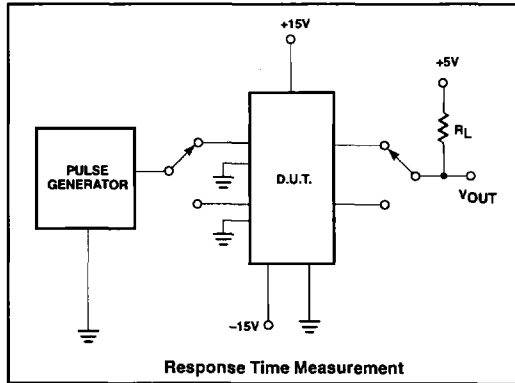 +15V
+5V
RL
PULSE
GENERATOR
D.U.T.
VOUT
–15V
Response Time Measurement